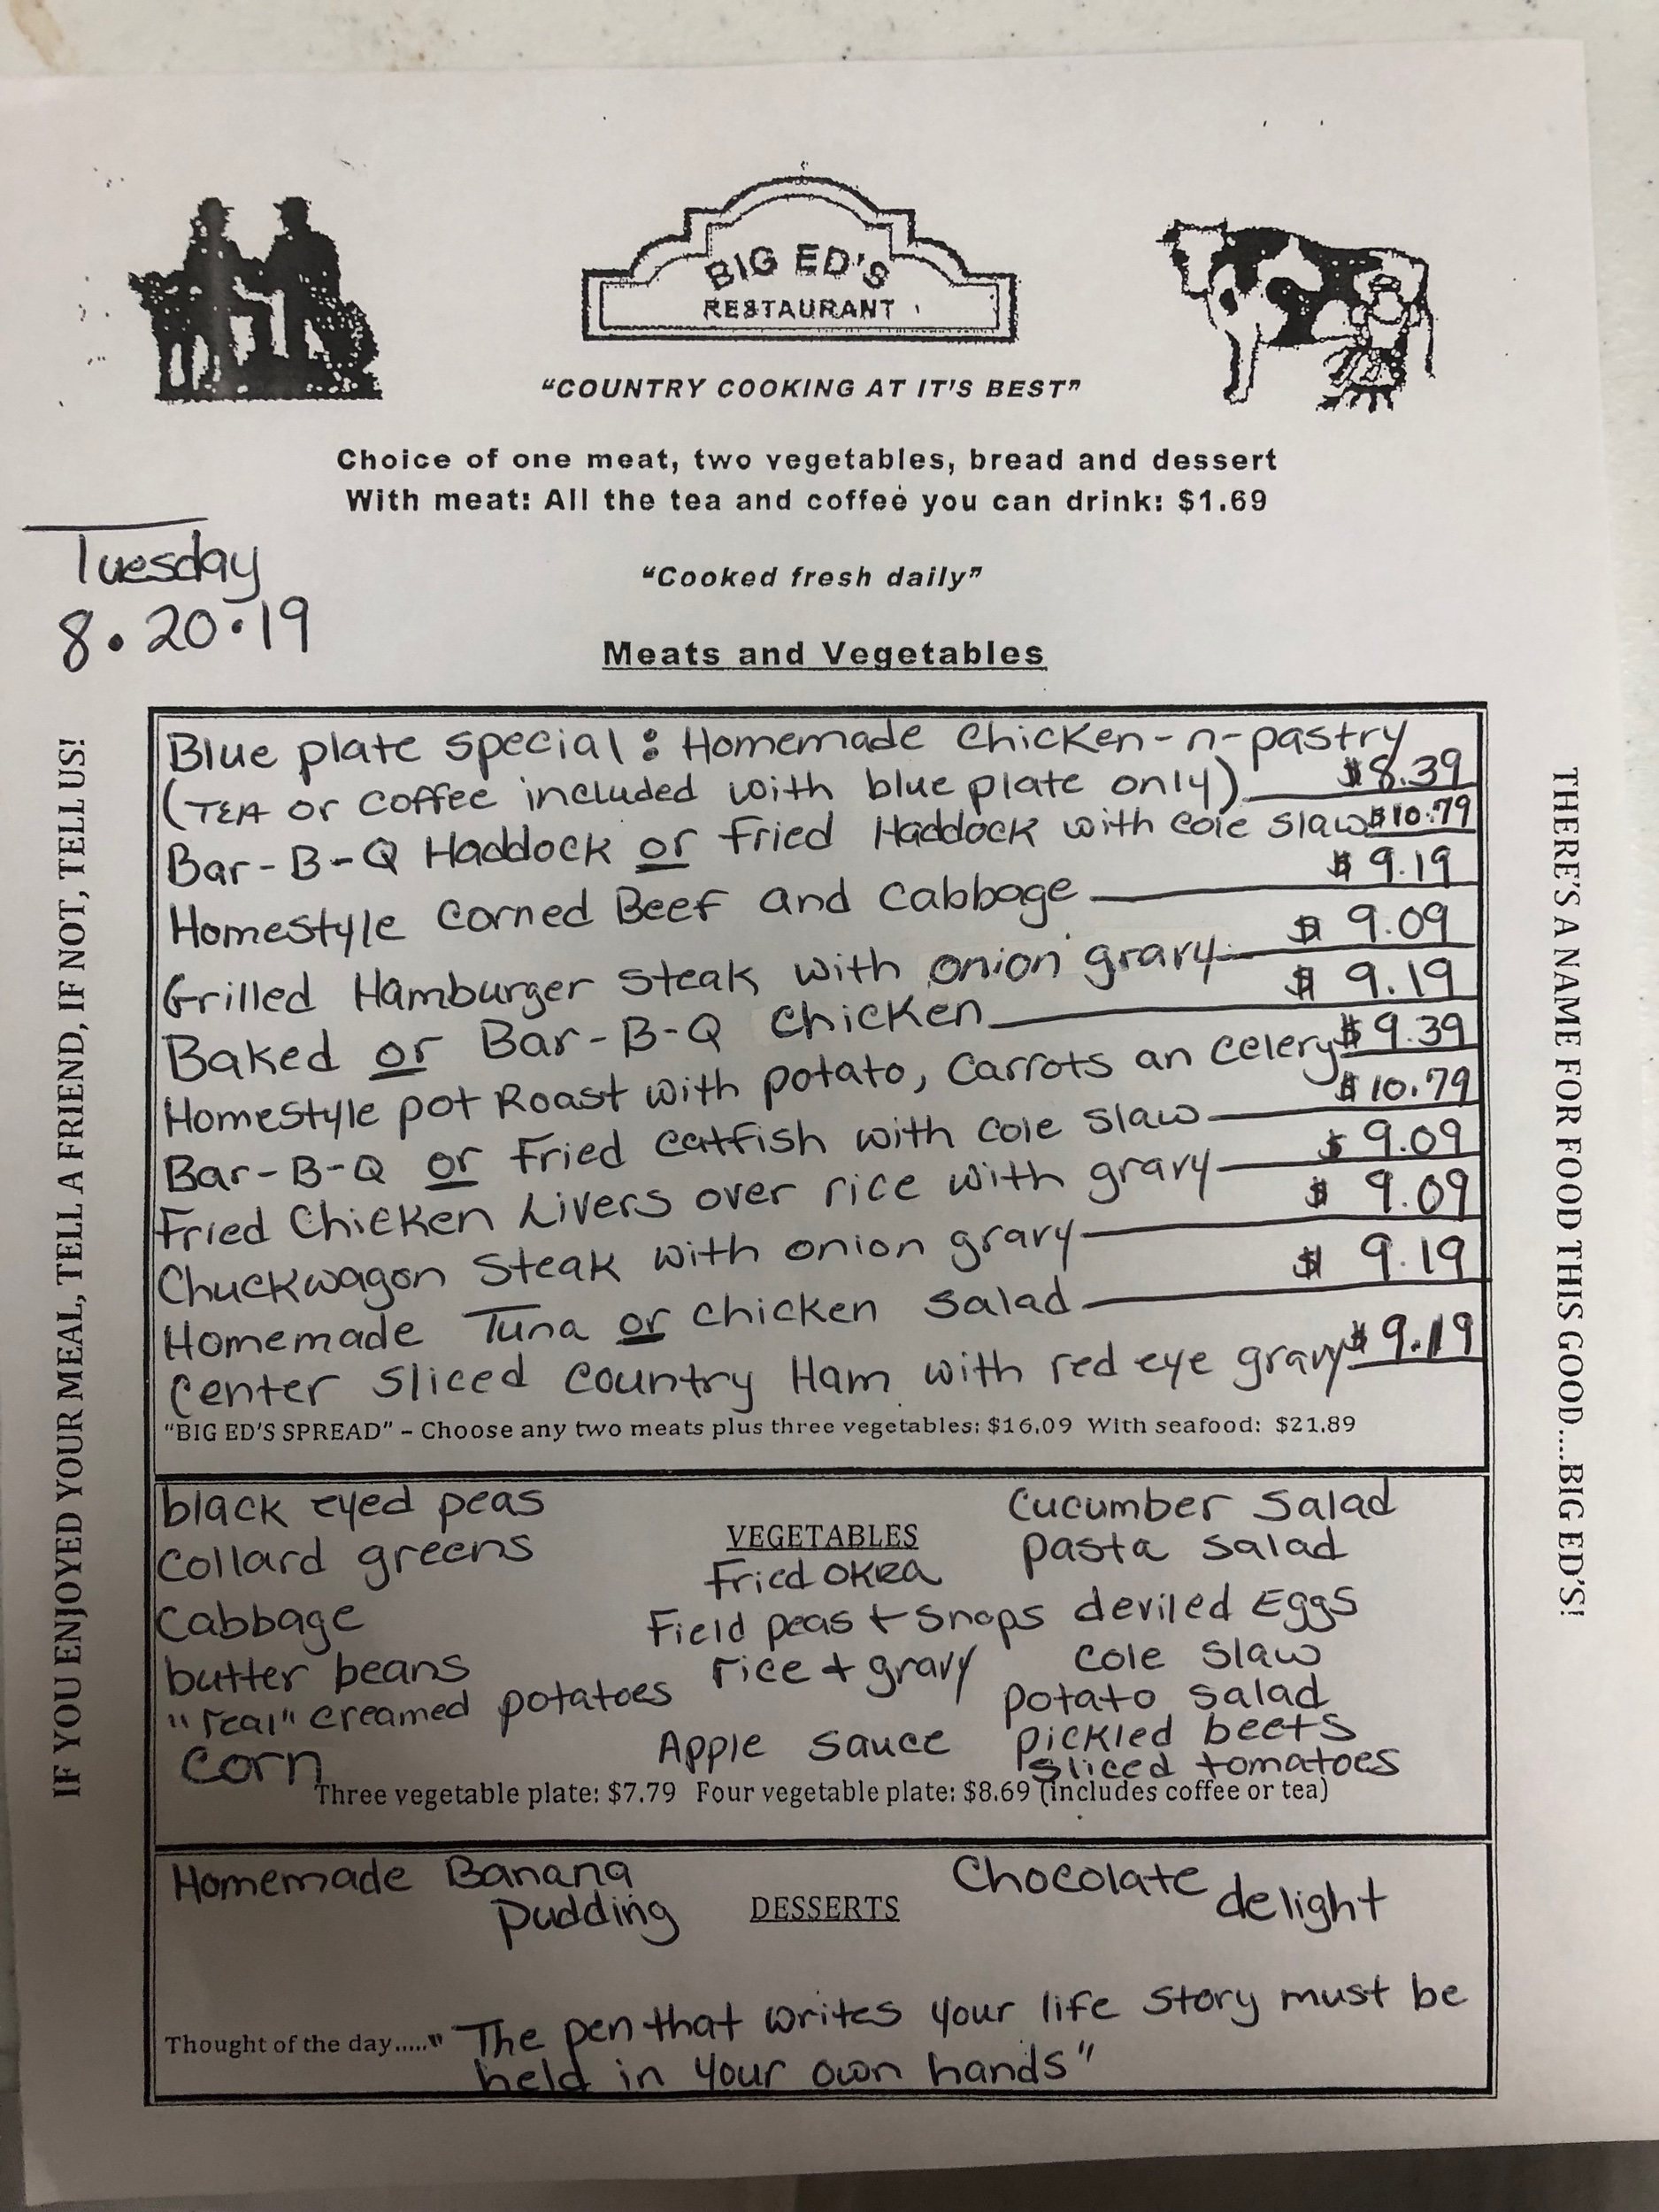 BIG ED'S
RESTAURANT
"COUNTRY COOKING AT IT'S BEST"
Choice of one meat, two vegetables, bread and dessert
With meat: All the tea and coffee you can drink: $1.69
Tuesday
8.20.19
"Cooked fresh daily"
Meats and Vegetables
IF YOU ENJOYED YOUR MEAL, TELL A FRIEND, IF NOT, TELL US!
THERE'S A NAME FOR FOOD THIS GOOD....BIG ED'S!
Blue plate special: Homemade Chicken-n-pastry
(TEA or coffee included with blue plate only) $8.39
Bar-B-Q Haddock or Fried Haddock with cole slaw $10.79
Homestyle Corned Beef and Cabbage $9.19
Grilled Hamburger Steak with onion gravy $9.09
Baked or Bar-B-Q Chicken $9.19
Homestyle pot Roast with potato, Carrots an celery $9.39
Bar-B-Q or Fried Catfish with cole slaw $10.79
Fried Chicken Livers over rice with gravy $9.09
Chuckwagon Steak with onion gravy $9.09
Homemade Tuna or Chicken Salad $9.19
Center Sliced Country Ham with red eye gravy $9.19
"BIG ED'S SPREAD" – Choose any two meats plus three vegetables: $16.09 With seafood: $21.89
VEGETABLES
black eyed peas
Collard greens
Cabbage
butter beans
"real" creamed potatoes
Corn
Fried OKRA
Field peas + Snaps
rice + gravy
Apple Sauce
Cucumber Salad
pasta Salad
deviled Eggs
Cole Slaw
potato Salad
pickled beets
Sliced tomatoes
Three vegetable plate: $7.79 Four vegetable plate: $8.69 (includes coffee or tea)
DESSERTS
Homemade Banana
Pudding
Chocolate delight
Thought of the day....." The pen that writes your life Story must be
held in your own hands"